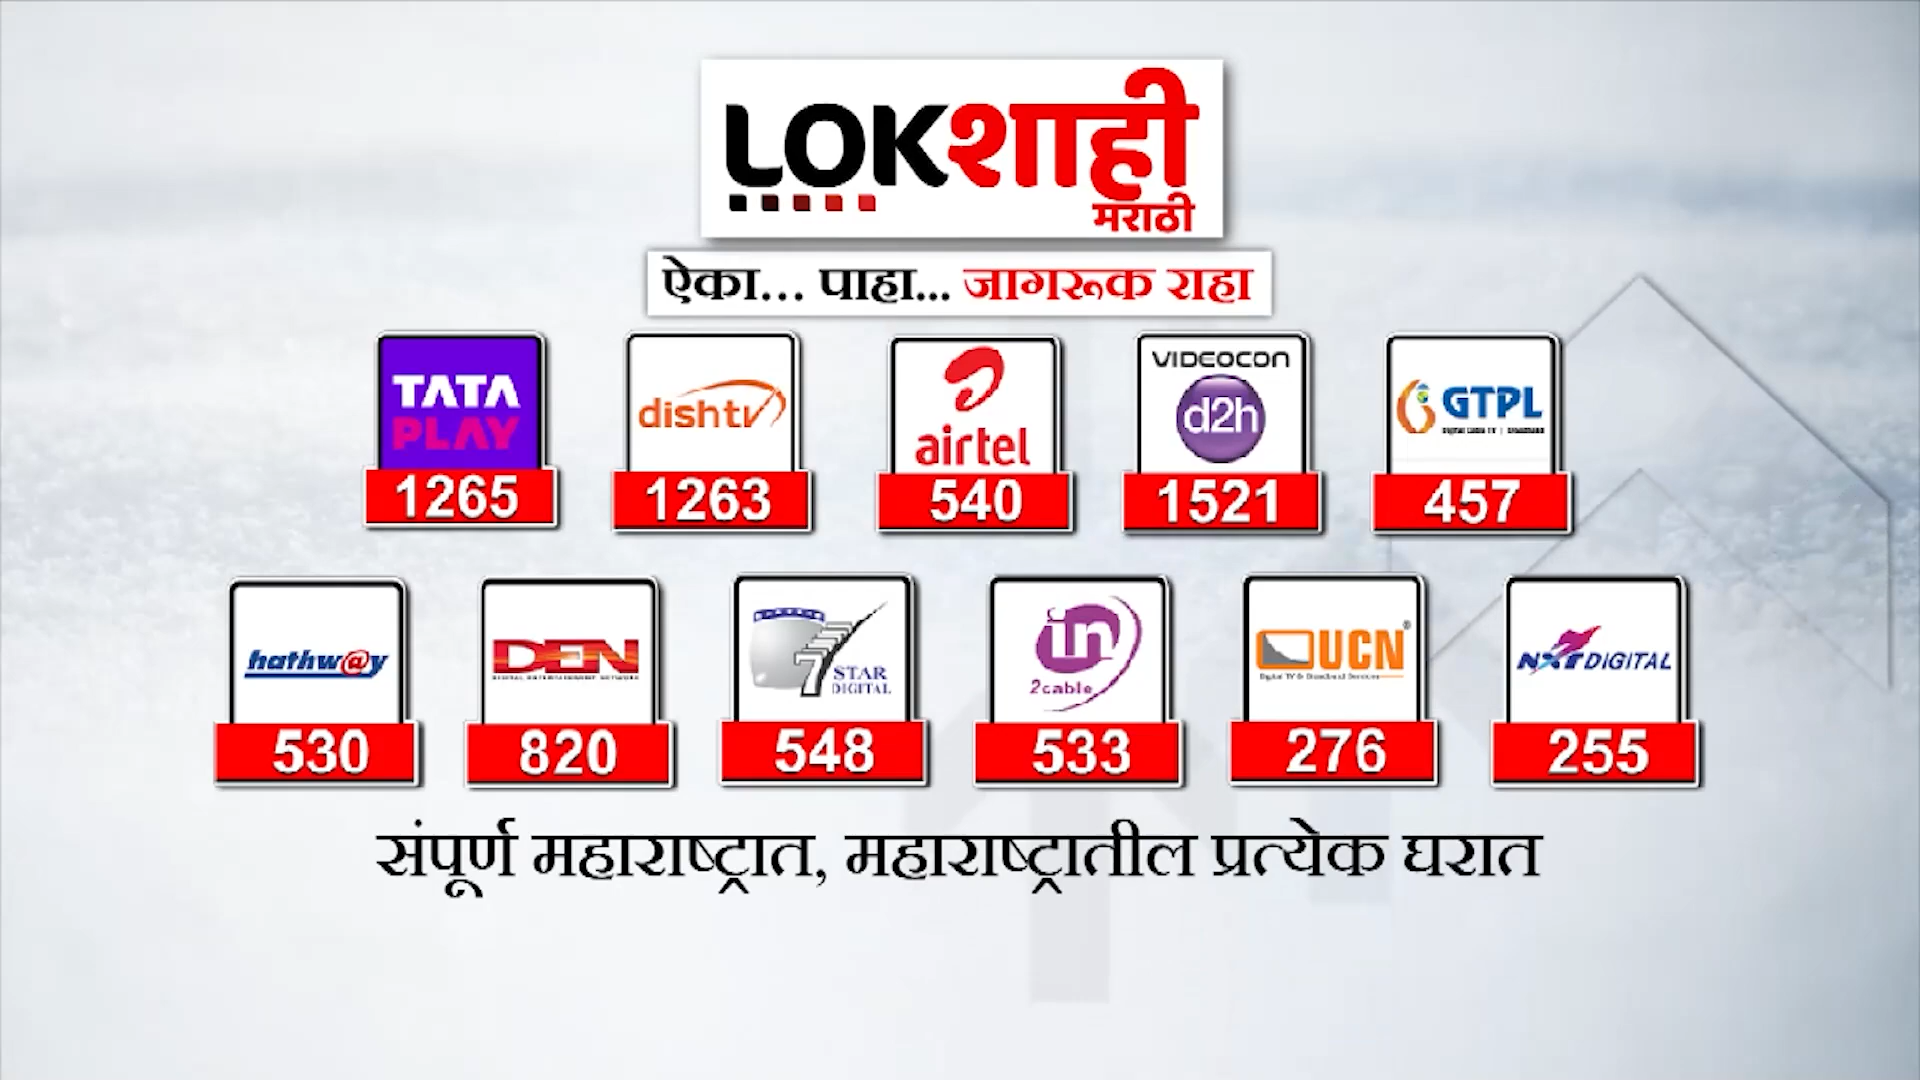 LOKशाही
मराठी
ऐका... पाहा... जागरूक राहा
TATA PLAY
dishtv
airtel
VIDEOCON d2h
GTPL
1265
1263
540
1521
457
hathw@y
DEN
7 STAR DIGITAL
in 2cable
UCN
NXT DIGITAL
530
820
548
533
276
255
संपूर्ण महाराष्ट्रात, महाराष्ट्रातील प्रत्येक घरात